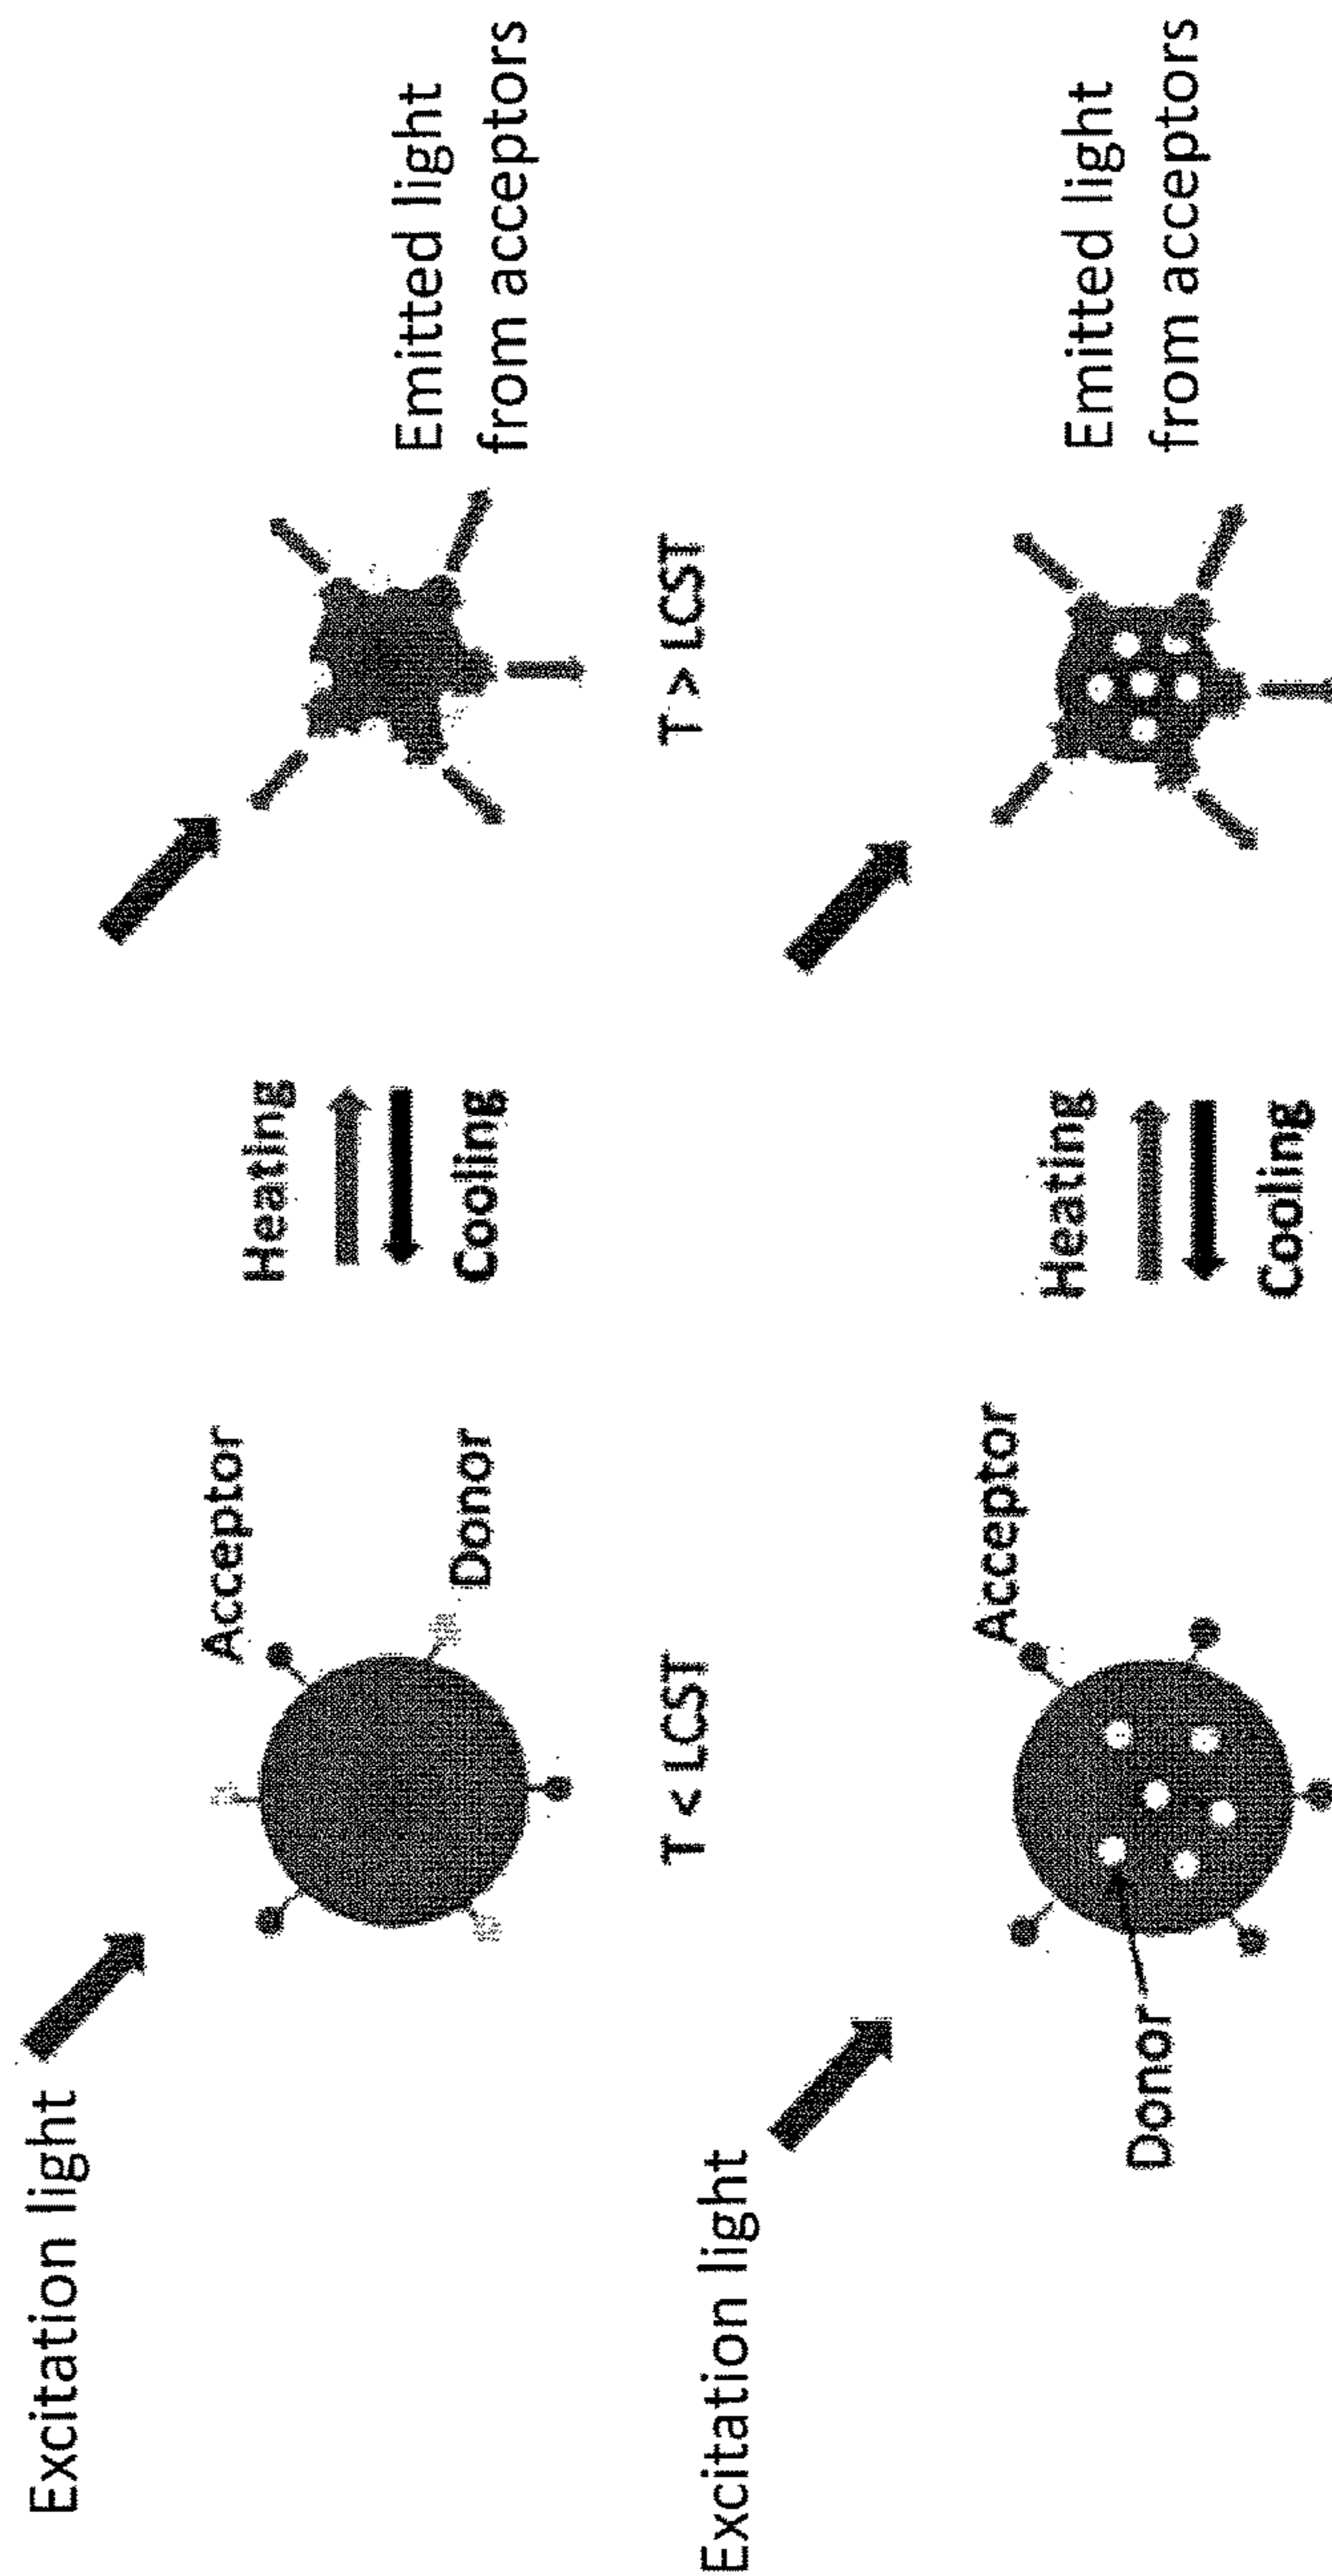 Excitation light
Acceptor
Donor
Heating
Cooling
Emitted light
from acceptors
T < LCST
T > LCST
Excitation light
Donor
Acceptor
Heating
Cooling
Emitted light
from acceptors